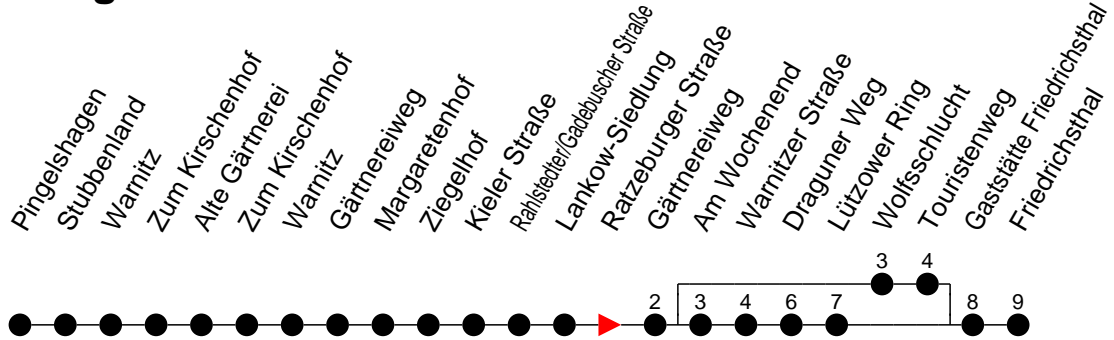 Pingelshagen
Stubbenland
Warnitz
Zum Kirschenhof
Alte Gärtnerei
Zum Kirschenhof
Warnitz
Gärtnereiweg
Margaretenhof
Ziegelhof
Kieler Straße
Rahlstedter/Gadebuscher Straße
Lankow-Siedlung
Ratzeburger Straße
Gärtnereiweg
Am Wochenend
Warnitzer Straße
Draguner Weg
Lützower Ring
Wolfsschlucht
Touristenweg
Gaststätte Friedrichsthal
Friedrichsthal
3 4
2 3 4 6 7 8 9